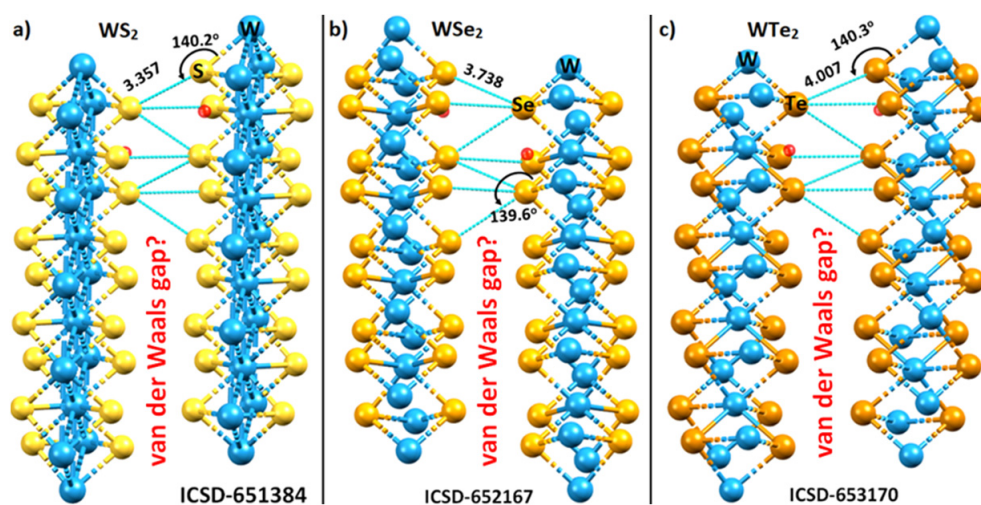 a)
WS₂
W
140.2°
S
3.357
van der Waals gap?
ICSD-651384
b)
WSe₂
3.738
W
Se
139.6°
van der Waals gap?
ICSD-652167
c)
WTe₂
W
140.3°
4.007
Te
van der Waals gap?
ICSD-653170